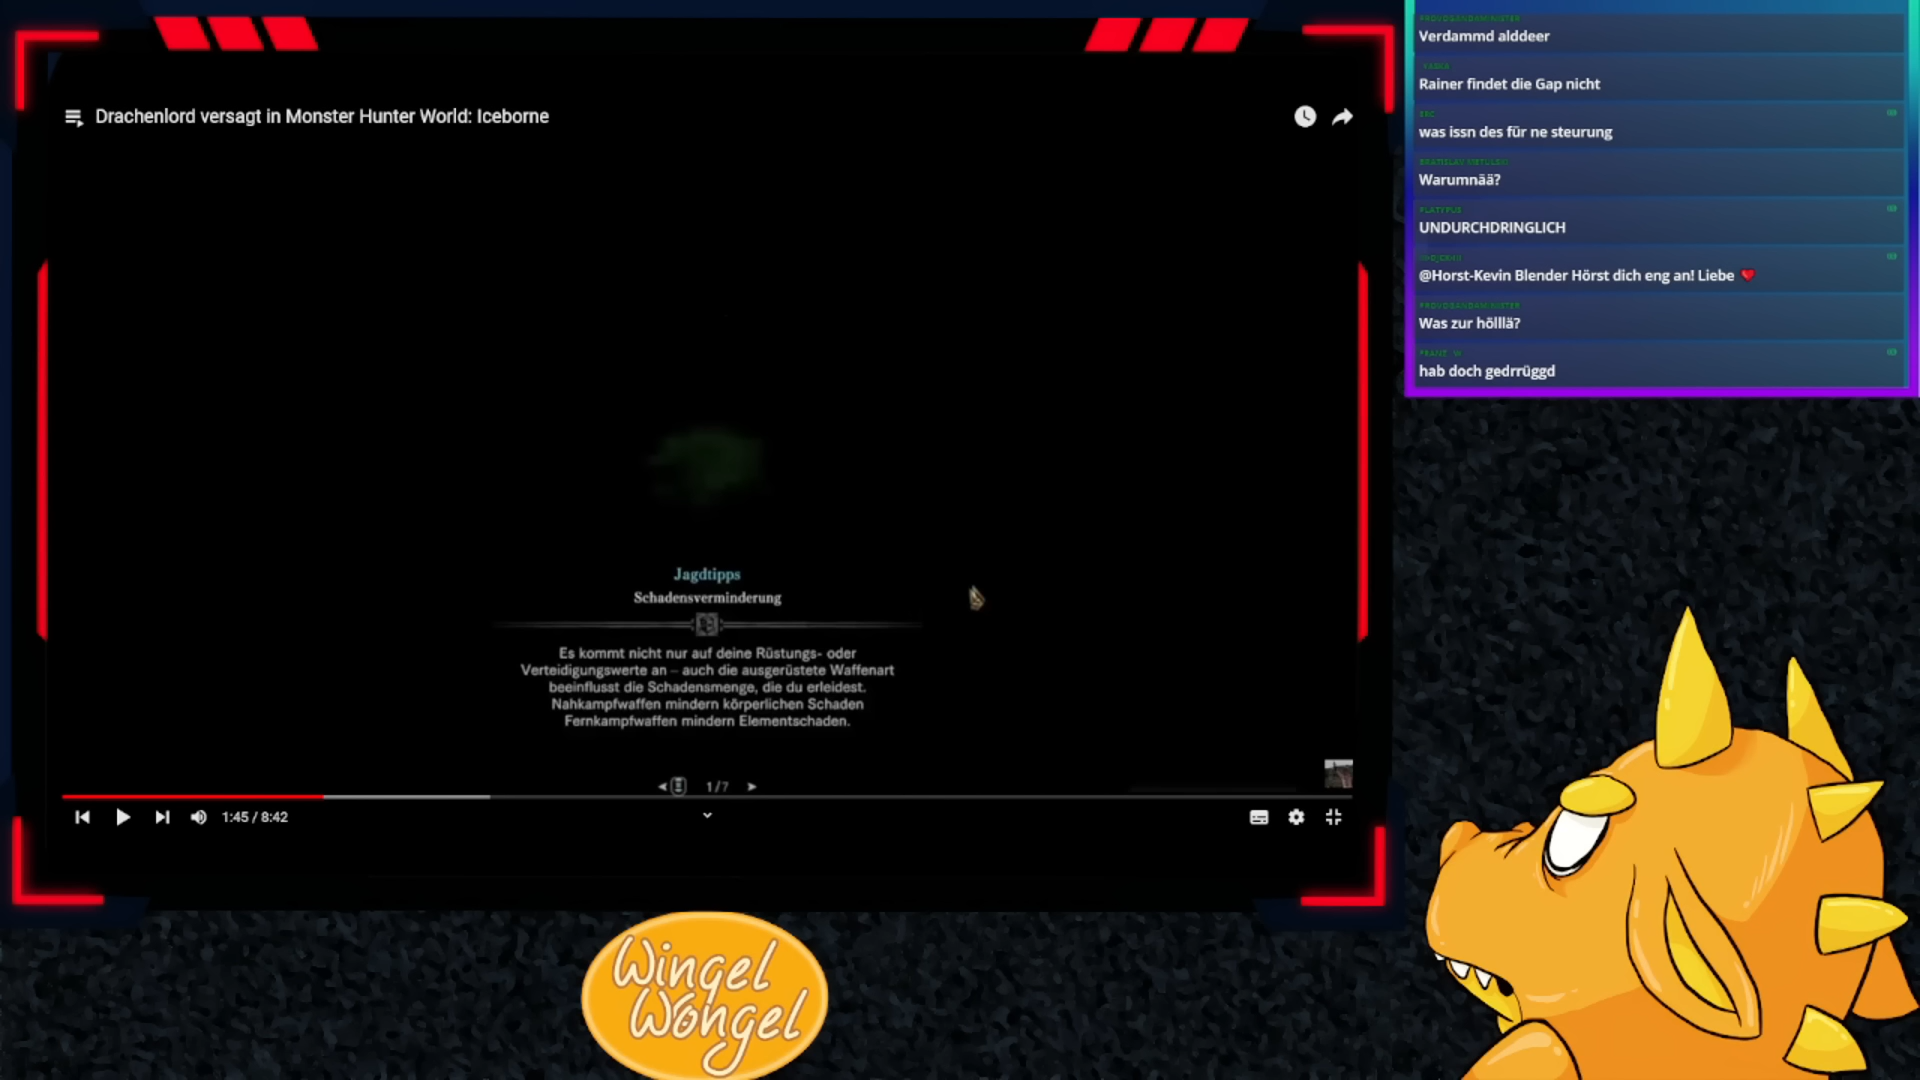 Drachenlord versagt in Monster Hunter World: Iceborne
Jagdtipps
Schadensverminderung
Es kommt nicht nur auf deine Rüstungs- oder
Verteidigungswerte an – auch die ausgerüstete Waffenart
beeinflusst die Schadensmenge, die du erleidest.
Nahkampfwaffen mindern körperlichen Schaden
Fernkampfwaffen mindern Elementschaden.
1/7
1:45 / 8:42
PROVOGANDAMINISTER
Verdammd alddeer
Rainer findet die Gap nicht
was issn des für ne steurung
Warumnää?
PLATYPUS
UNDURCHDRINGLICH
@Horst-Kevin Blender Hörst dich eng an! Liebe ❤
PROVOGANDAMINISTER
Was zur hölllä?
hab doch gedrrüggd
Wingel
Wongel